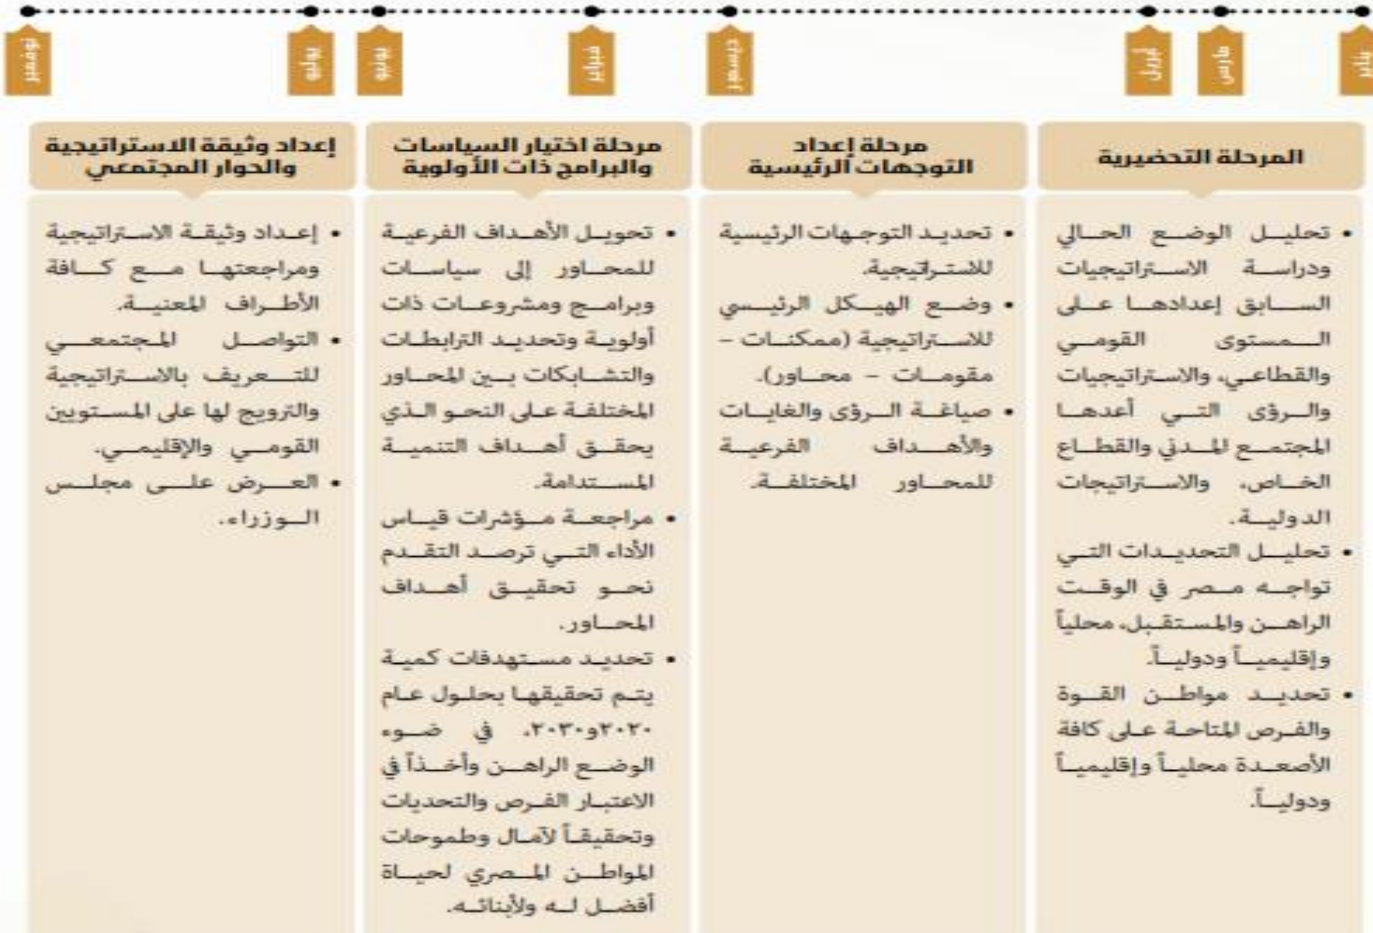 يناير
مارس
أبريل
ديسمبر
فبراير
يونيو
يوليو
نوفمبر
المرحلة التحضيرية
• تحليل الوضع الحالي
ودراسة الاستراتيجيات
السابق إعدادها على
المستوى القومي
والقطاعي، والاستراتيجيات
والرؤى التي أعدها
المجتمع المدني والقطاع
الخاص، والاستراتيجات
الدولية.
• تحليل التحديدات التي
تواجه مصر في الوقت
الراهن والمستقبل، محلياً
وإقليمياً ودولياً.
• تحديد مواطن القوة
والفرص المتاحة على كافة
الأصعدة محلياً وإقليمياً
ودولياً.
مرحلة إعداد
التوجهات الرئيسية
• تحديد التوجهات الرئيسية
للاستراتيجية.
• وضع الهيكل الرئيسي
للاستراتيجية (ممكنات –
مقومات – محاور).
• صياغة الرؤى والغايات
والأهداف الفرعية
للمحاور المختلفة.
مرحلة اختيار السياسات
والبرامج ذات الأولوية
• تحويل الأهداف الفرعية
للمحاور إلى سياسات
وبرامج ومشروعات ذات
أولوية وتحديد الترابطات
والتشابكات بين المحاور
المختلفة على النحو الذي
يحقق أهداف التنمية
المستدامة.
• مراجعة مؤشرات قياس
الأداء التي ترصد التقدم
نحو تحقيق أهداف
المحاور.
• تحديد مستهدفات كمية
يتم تحقيقها بحلول عام
٢٠٢٠و٢٠٣٠، في ضوء
الوضع الراهن وأخذاً في
الاعتبار الفرص والتحديات
وتحقيقاً لآمال وطموحات
المواطن المصري لحياة
أفضل له ولأبنائه.
إعداد وثيقة الاستراتيجية
والحوار المجتمعي
• إعداد وثيقة الاستراتيجية
ومراجعتها مع كافة
الأطراف المعنية.
• التواصل المجتمعي
للتعريف بالاستراتيجية
والترويج لها على المستويين
القومي والإقليمي.
• العرض على مجلس
الوزراء.